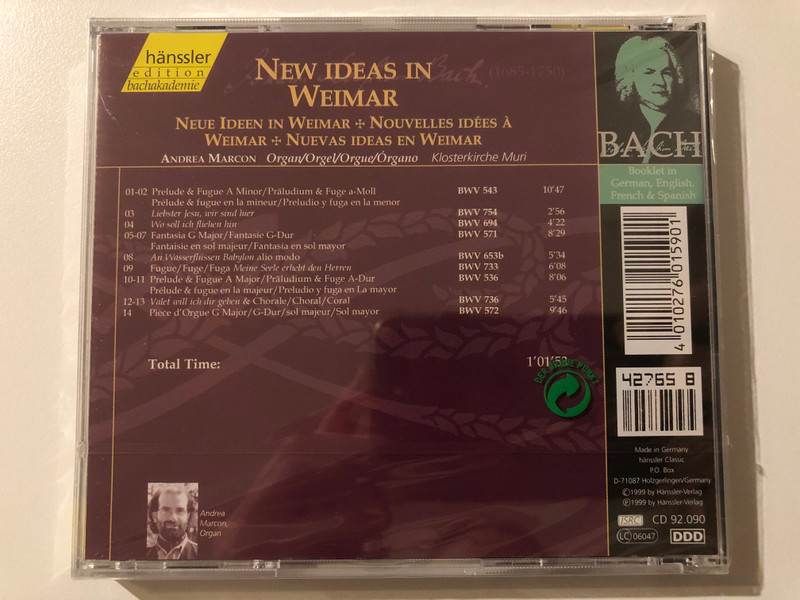 hänssler
edition
bachakademie
(1685-1750)
NEW IDEAS IN
WEIMAR
NEUE IDEEN IN WEIMAR ✢ NOUVELLES IDÉES À
WEIMAR ✢ NUEVAS IDEAS EN WEIMAR
ANDREA MARCON Organ/Orgel/Orgue/Órgano Klosterkirche Muri
01-02 Prelude & Fugue A Minor/Präludium & Fuge a-Moll BWV 543 10'47
Prélude & fugue en la mineur/Preludio y fuga en la menor
03 Liebster Jesu, wir sind hier BWV 754 2'56
04 Wo soll ich fliehen hin BWV 694 4'22
05-07 Fantasia G Major/Fantasie G-Dur BWV 571 8'29
Fantaisie en sol majeur/Fantasía en sol mayor
08 An Wasserflüssen Babylon alio modo BWV 653b 5'34
09 Fugue/Fuge/Fuga Meine Seele erhebt den Herren BWV 733 6'08
10-11 Prelude & Fugue A Major/Präludium & Fuge A-Dur BWV 536 8'06
Prélude & fugue en la majeur/Preludio y fuga en La mayor
12-13 Valet will ich dir geben & Chorale/Choral/Coral BWV 736 5'45
14 Pièce d'Orgue G Major/G-Dur/sol majeur/Sol mayor BWV 572 9'46
Total Time: 1'01'53
DER GRÜNE PUNKT
Andrea
Marcon,
Organ
BACH
Booklet in
German, English,
French & Spanish
4 010276 015901
42765 8
Made in Germany
hänssler Classic
P.O. Box
D-71087 Holzgerlingen/Germany
©1999 by Hänssler-Verlag
℗1999 by Hänssler-Verlag
ISRC CD 92.090
LC 06047 DDD